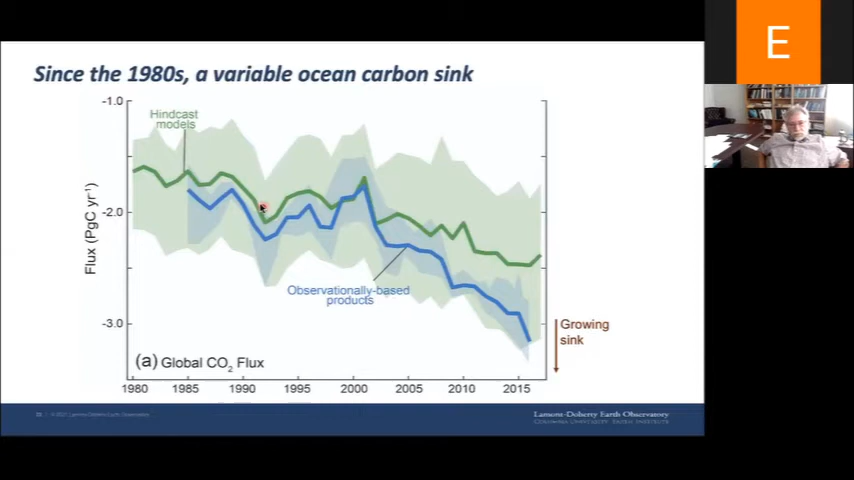 Since the 1980s, a variable ocean carbon sink
E
-1.0
Hindcast
models
-2.0
Flux (PgC yr⁻¹)
Observationally-based
products
-3.0
Growing
sink
(a) Global CO₂ Flux
1980 1985 1990 1995 2000 2005 2010 2015
Lamont-Doherty Earth Observatory
Columbia University | Earth Institute